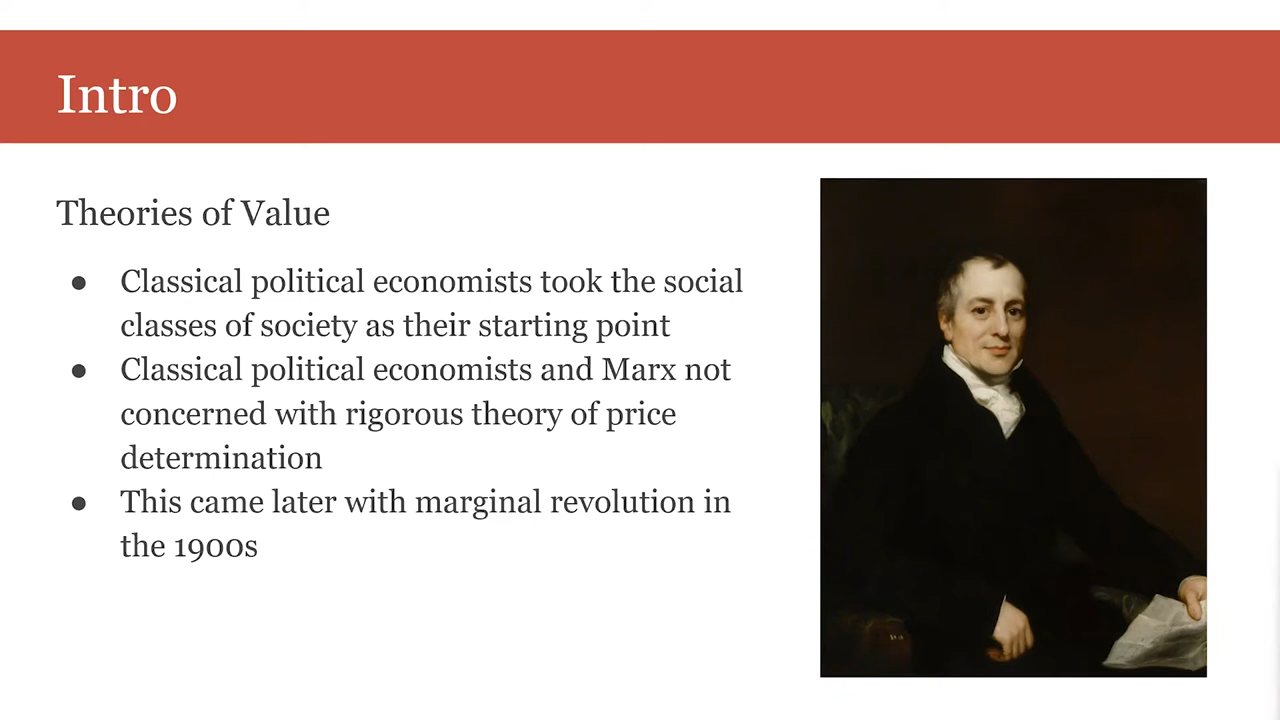 Intro
Theories of Value
● Classical political economists took the social
classes of society as their starting point
● Classical political economists and Marx not
concerned with rigorous theory of price
determination
● This came later with marginal revolution in
the 1900s